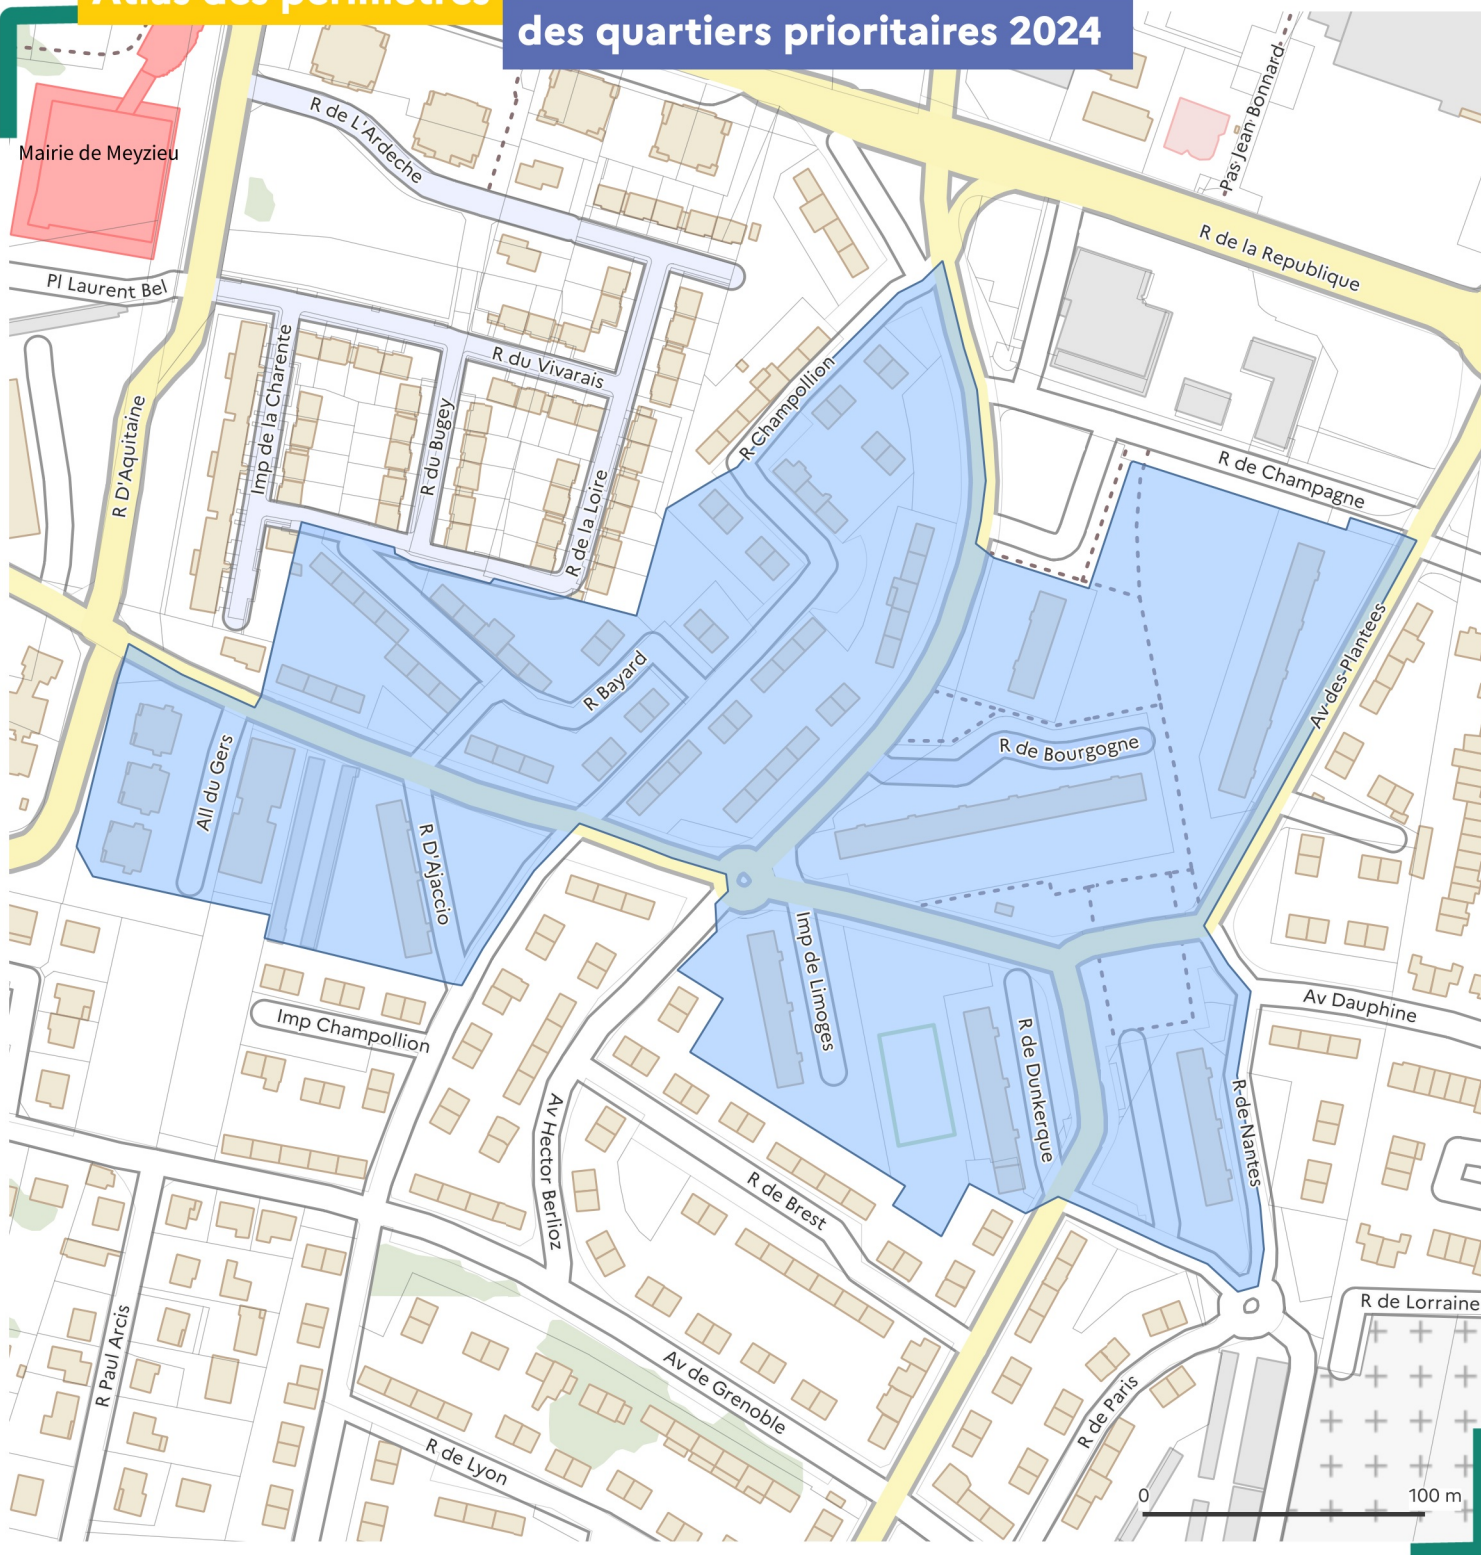 Atlas des périmètres
des quartiers prioritaires 2024
Pas Jean Bonnard
R de L'Ardeche
Mairie de Meyzieu
R de la Republique
Pl Laurent Bel
R du Vivarais
Imp de la Charente
R Champollion
R du Bugey
R D'Aquitaine
R de la Loire
R de Champagne
R Bayard
Av des Plantees
R de Bourgogne
All du Gers
R D'Ajaccio
Imp de Limoges
Imp Champollion
Av Dauphine
R de Dunkerque
R de Nantes
Av Hector Berlioz
R de Brest
R de Lorraine
R Paul Arcis
Av de Grenoble
R de Paris
R de Lyon
0
100 m